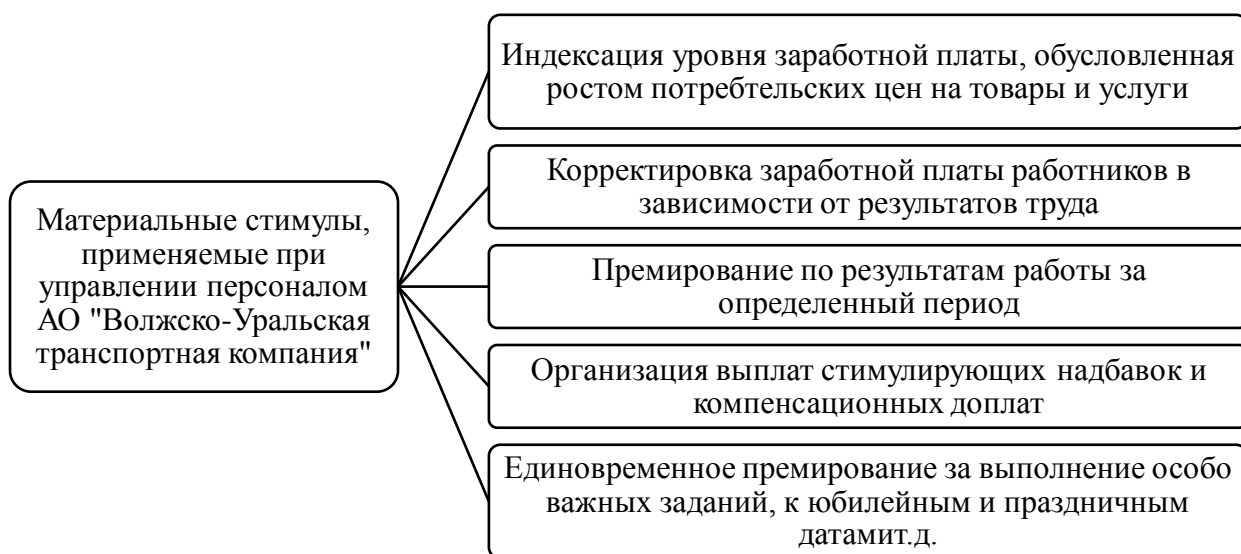 Материальные стимулы,
применяемые при
управлении персоналом
АО "Волжско-Уральская
транспортная компания"
Индексация уровня заработной платы, обусловленная
ростом потребтельских цен на товары и услуги
Корректировка заработной платы работников в
зависимости от результатов труда
Премирование по результатам работы за
определенный период
Организация выплат стимулирующих надбавок и
компенсационных доплат
Единовременное премирование за выполнение особо
важных заданий, к юбилейным и праздничным
датамит.д.